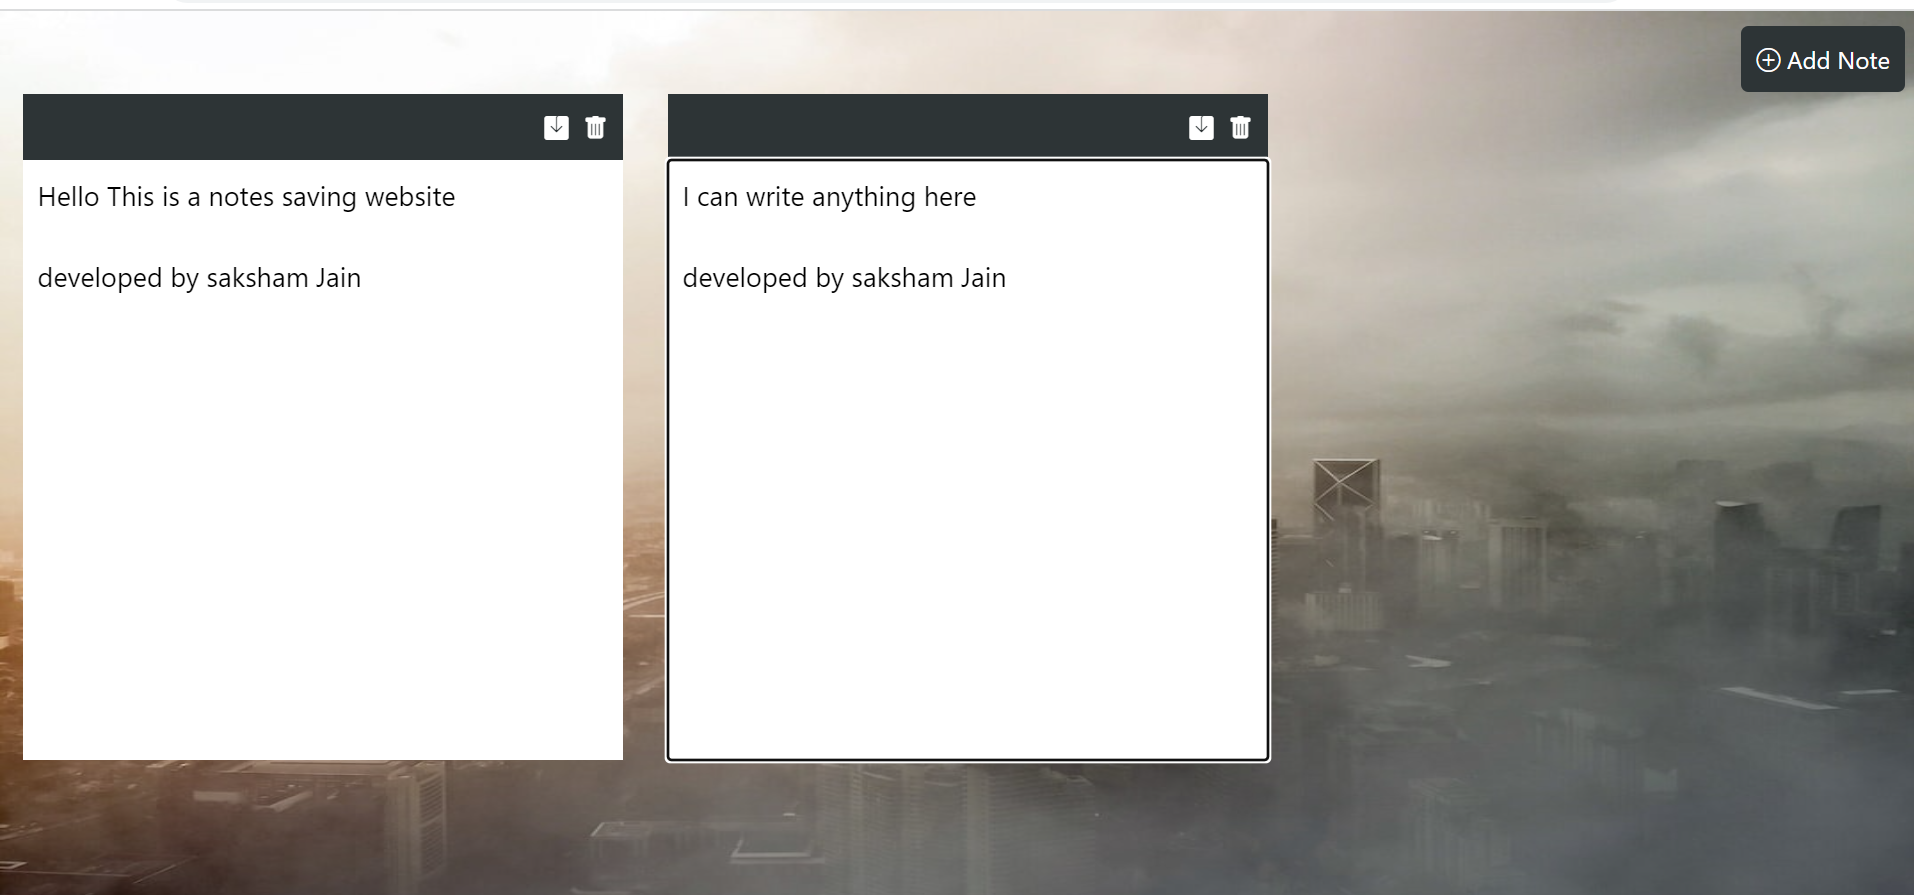 Add Note
Hello This is a notes saving website
developed by saksham Jain
I can write anything here
developed by saksham Jain